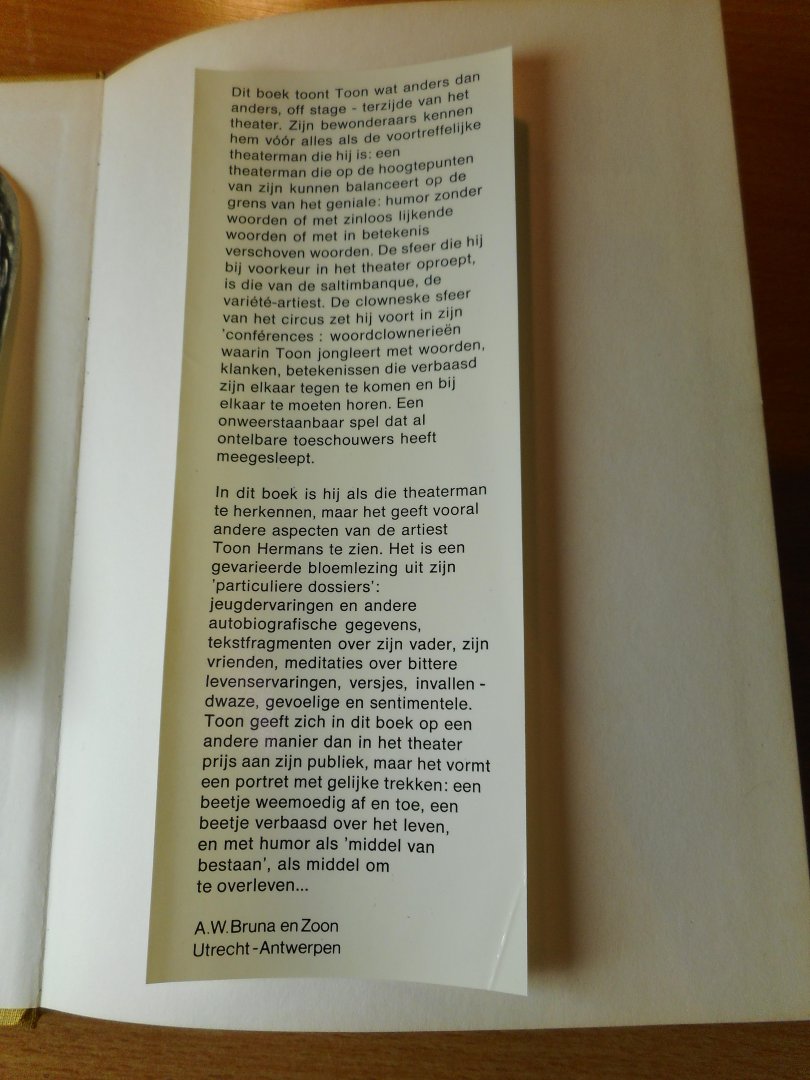 Dit boek toont Toon wat anders dan
anders, off stage - terzijde van het
theater. Zijn bewonderaars kennen
hem vóór alles als de voortreffelijke
theaterman die hij is: een
theaterman die op de hoogtepunten
van zijn kunnen balanceert op de
grens van het geniale: humor zonder
woorden of met zinloos lijkende
woorden of met in betekenis
verschoven woorden. De sfeer die hij
bij voorkeur in het theater oproept,
is die van de saltimbanque, de
variété-artiest. De clowneske sfeer
van het circus zet hij voort in zijn
'conférences : woordclownerieën
waarin Toon jongleert met woorden,
klanken, betekenissen die verbaasd
zijn elkaar tegen te komen en bij
elkaar te moeten horen. Een
onweerstaanbaar spel dat al
ontelbare toeschouwers heeft
meegesleept.
In dit boek is hij als die theaterman
te herkennen, maar het geeft vooral
andere aspecten van de artiest
Toon Hermans te zien. Het is een
gevarieerde bloemlezing uit zijn
'particuliere dossiers':
jeugdervaringen en andere
autobiografische gegevens,
tekstfragmenten over zijn vader, zijn
vrienden, meditaties over bittere
levenservaringen, versjes, invallen -
dwaze, gevoelige en sentimentele.
Toon geeft zich in dit boek op een
andere manier dan in het theater
prijs aan zijn publiek, maar het vormt
een portret met gelijke trekken: een
beetje weemoedig af en toe, een
beetje verbaasd over het leven,
en met humor als 'middel van
bestaan', als middel om
te overleven...
A.W.Bruna en Zoon
Utrecht-Antwerpen